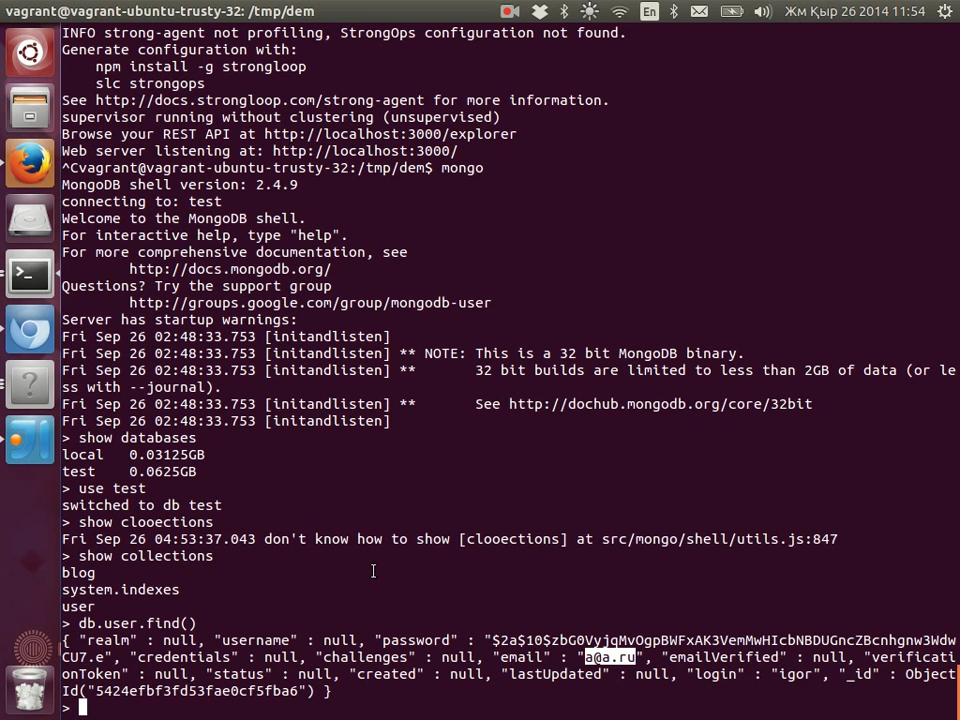 vagrant@vagrant-ubuntu-trusty-32: /tmp/dem
En
Жм Қыр 26 2014 11:54
INFO strong-agent not profiling, StrongOps configuration not found.
Generate configuration with:
    npm install -g strongloop
    slc strongops
See http://docs.strongloop.com/strong-agent for more information.
supervisor running without clustering (unsupervised)
Browse your REST API at http://localhost:3000/explorer
Web server listening at: http://localhost:3000/
^Cvagrant@vagrant-ubuntu-trusty-32:/tmp/dem$ mongo
MongoDB shell version: 2.4.9
connecting to: test
Welcome to the MongoDB shell.
For interactive help, type "help".
For more comprehensive documentation, see
        http://docs.mongodb.org/
Questions? Try the support group
        http://groups.google.com/group/mongodb-user
Server has startup warnings:
Fri Sep 26 02:48:33.753 [initandlisten]
Fri Sep 26 02:48:33.753 [initandlisten] ** NOTE: This is a 32 bit MongoDB binary.
Fri Sep 26 02:48:33.753 [initandlisten] **       32 bit builds are limited to less than 2GB of data (or le
ss with --journal).
Fri Sep 26 02:48:33.753 [initandlisten] **       See http://dochub.mongodb.org/core/32bit
Fri Sep 26 02:48:33.753 [initandlisten]
> show databases
local   0.03125GB
test    0.0625GB
> use test
switched to db test
> show clooections
Fri Sep 26 04:53:37.043 don't know how to show [clooections] at src/mongo/shell/utils.js:847
> show collections
blog
system.indexes
user
> db.user.find()
{ "realm" : null, "username" : null, "password" : "$2a$10$zbG0VyjqMvOgpBWFxAK3VemMwHIcbNBDUGncZBcnhgnw3Wdw
CU7.e", "credentials" : null, "challenges" : null, "email" : "a@a.ru", "emailVerified" : null, "verificati
onToken" : null, "status" : null, "created" : null, "lastUpdated" : null, "login" : "igor", "_id" : Object
Id("5424efbf3fd53fae0cf5fba6") }
>